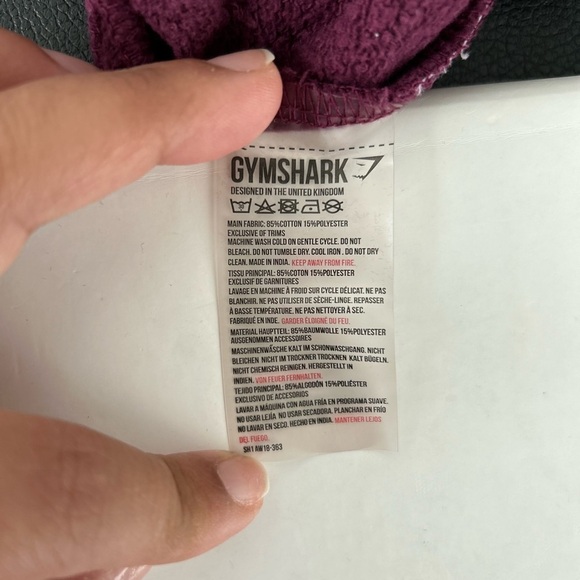 GYMSHARK
DESIGNED IN THE UNITED KINGDOM
MAIN FABRIC: 85%COTTON 15%POLYESTER
EXCLUSIVE OF TRIMS
MACHINE WASH COLD ON GENTLE CYCLE. DO NOT
BLEACH. DO NOT TUMBLE DRY. COOL IRON. DO NOT DRY
CLEAN. MADE IN INDIA. KEEP AWAY FROM FIRE.
TISSU PRINCIPAL: 85%COTON 15%POLYESTER
EXCLUSIF DE GARNITURES
LAVAGE EN MACHINE À FROID SUR CYCLE DÉLICAT. NE PAS
BLANCHIR. NE PAS UTILISER DE SÈCHE-LINGE. REPASSER
À BASSE TEMPÉRATURE. NE PAS NETTOYER À SEC.
FABRIQUÉ EN INDE. GARDER ÉLOIGNÉ DU FEU.
MATERIAL HAUPTTEIL: 85%BAUMWOLLE 15%POLYESTER
AUSGENOMMEN ACCESSOIRES
MASCHINENWÄSCHE KALT IM SCHONWASCHGANG. NICHT
BLEICHEN NICHT IM TROCKNER TROCKNEN KALT BÜGELN.
NICHT CHEMISCH REINIGEN. HERGESTELLT IN
INDIEN. VON FEUER FERNHALTEN.
TEJIDO PRINCIPAL: 85%ALGODÓN 15%POLIÉSTER
EXCLUSIVO DE ACCESORIOS
LAVAR A MÁQUINA CON AGUA FRÍA EN PROGRAMA SUAVE.
NO USAR LEJÍA NO USAR SECADORA. PLANCHAR EN FRÍO
NO LAVAR EN SECO. HECHO EN INDIA. MANTENER LEJOS
DEL FUEGO.
SH1AW18-363